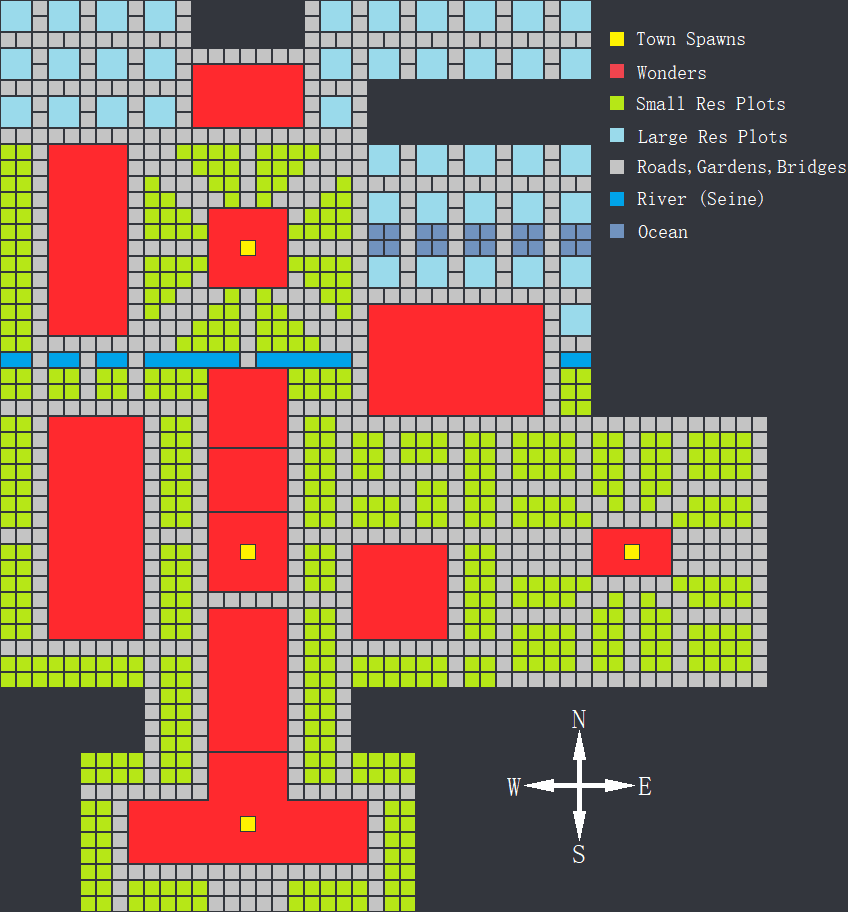 Town Spawns
Wonders
Small Res Plots
Large Res Plots
Roads,Gardens,Bridges
River (Seine)
Ocean
N
W E
S